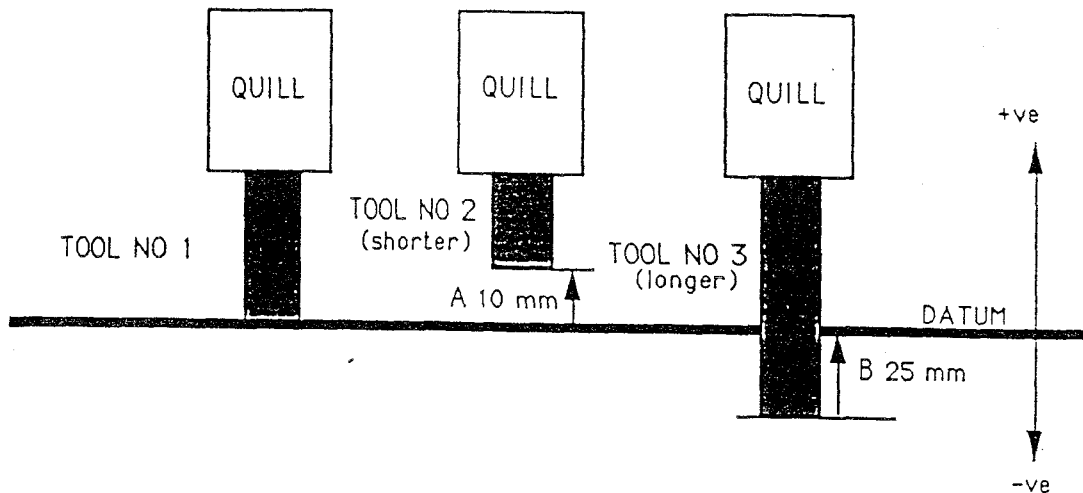 QUILL
QUILL
QUILL
+ve
TOOL NO 1
TOOL NO 2
(shorter)
TOOL NO 3
(longer)
A 10 mm
DATUM
B 25 mm
-ve